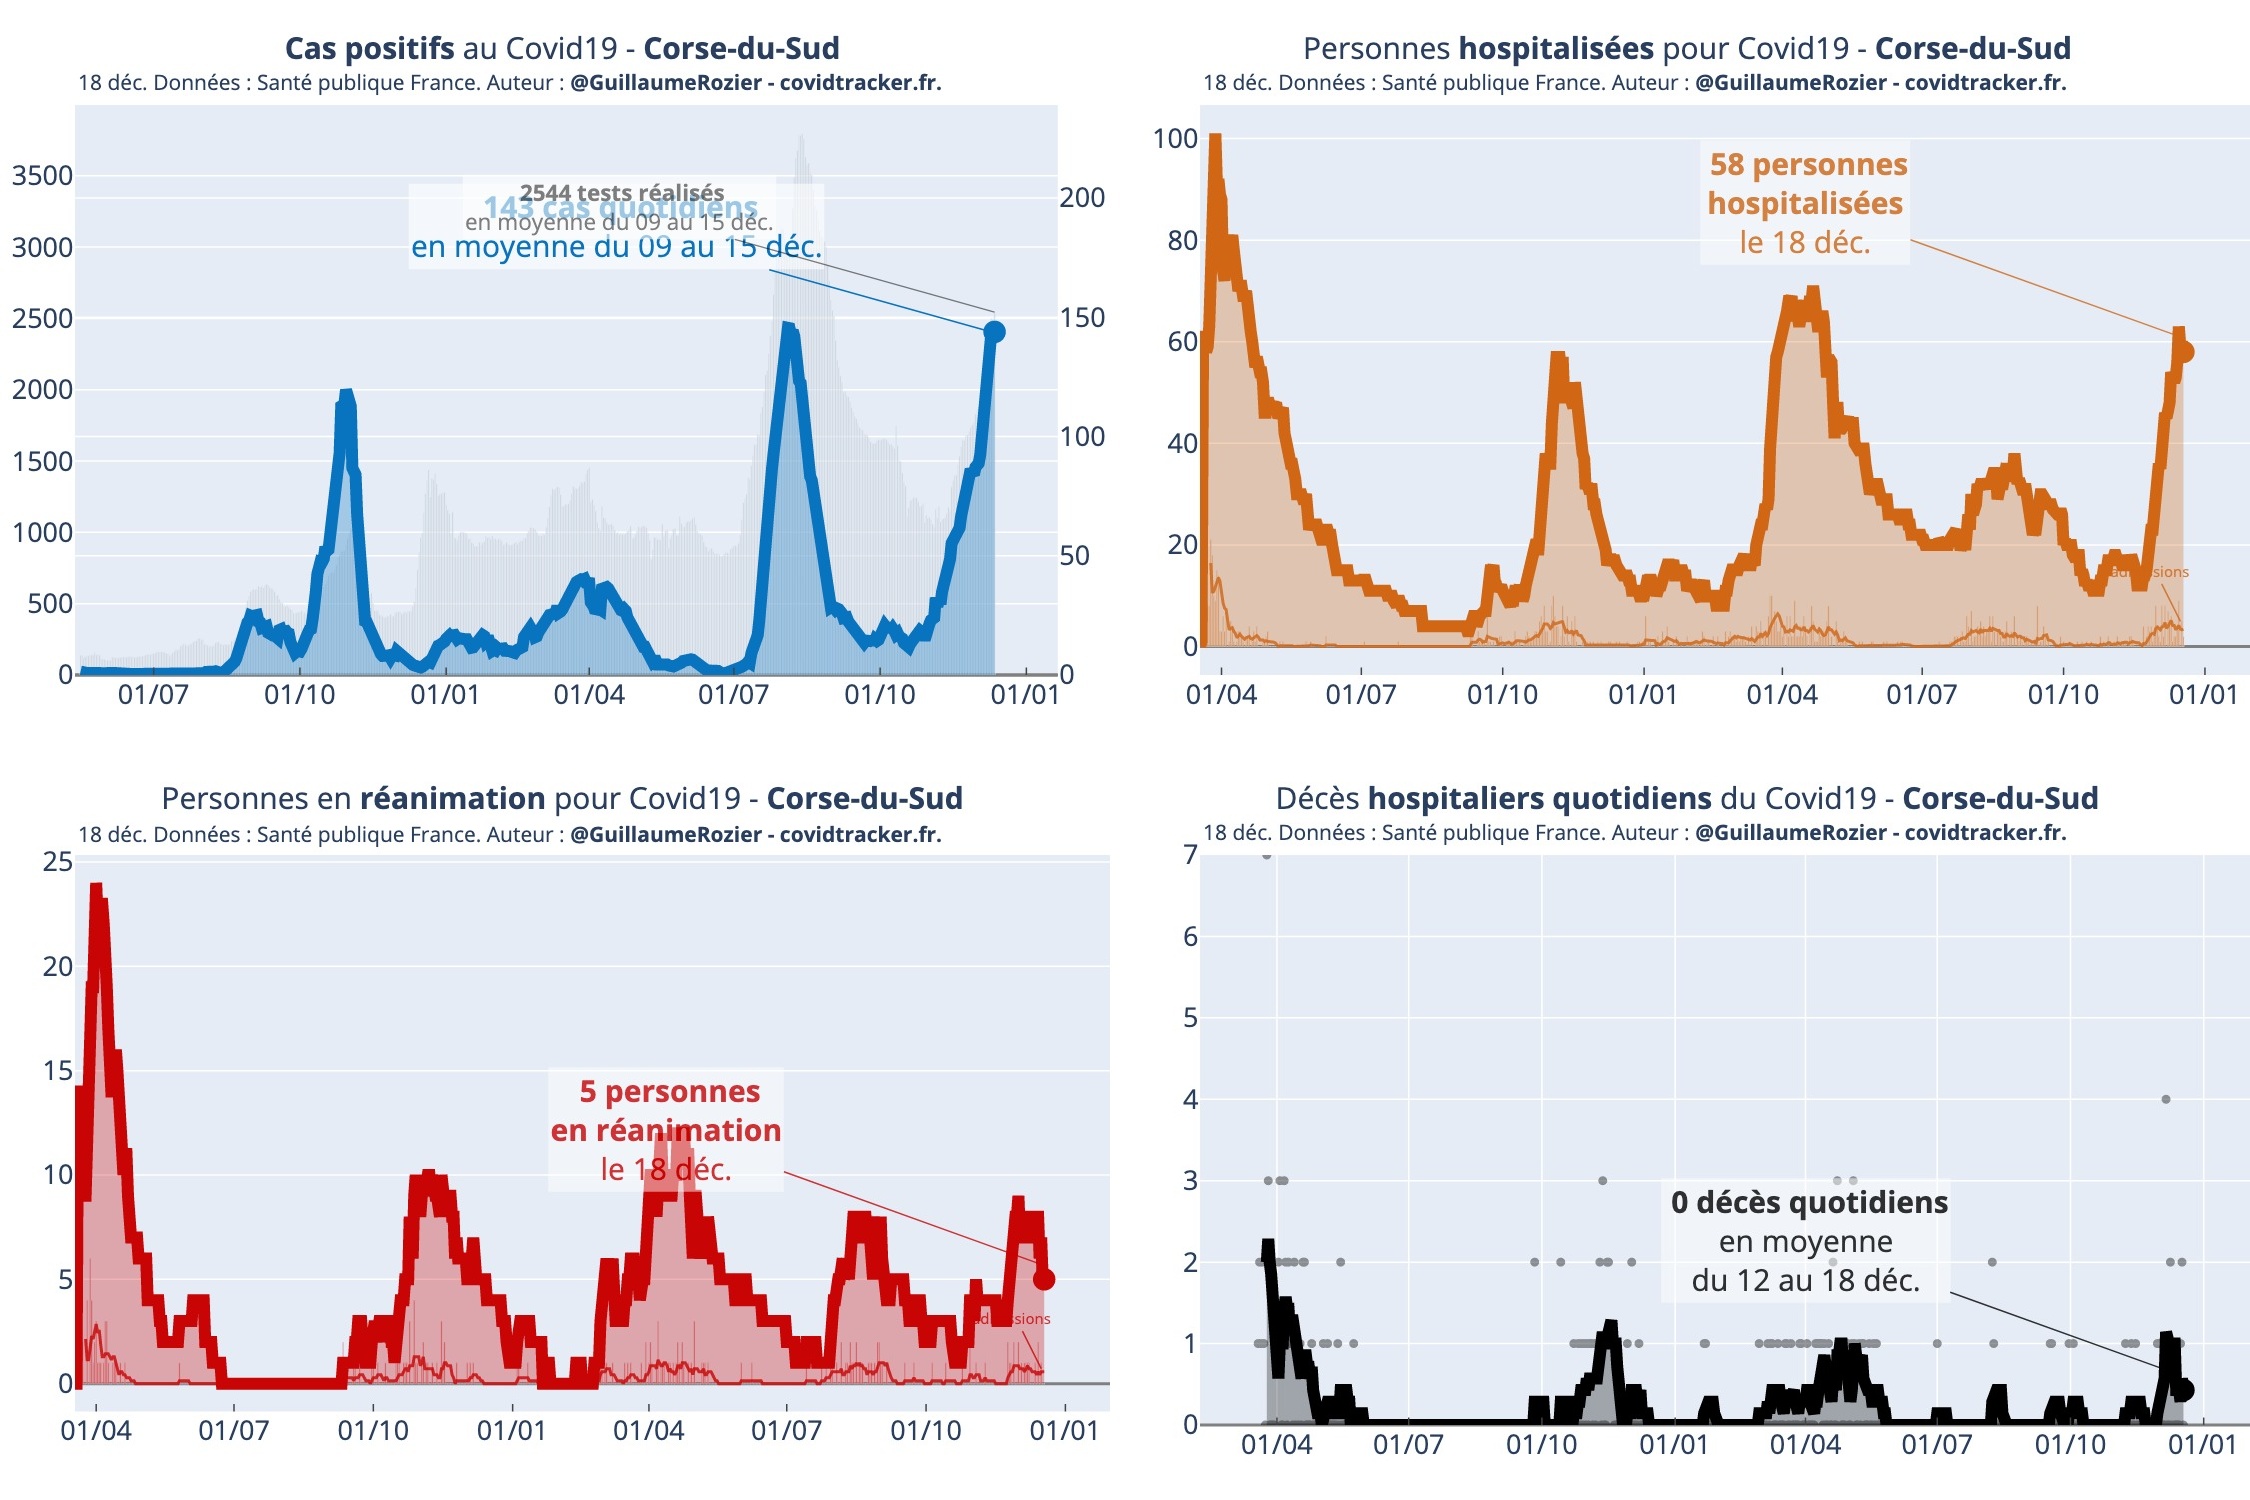 Cas positifs au Covid19 - Corse-du-Sud
18 déc. Données : Santé publique France. Auteur : @GuillaumeRozier - covidtracker.fr.
3500
3000
2500
2000
1500
1000
500
0
200
150
100
50
0
2544 tests réalisés
en moyenne du 09 au 15 déc.
143 cas quotidiens
en moyenne du 09 au 15 déc.
01/07 01/10 01/01 01/04 01/07 01/10 01/01
Personnes hospitalisées pour Covid19 - Corse-du-Sud
18 déc. Données : Santé publique France. Auteur : @GuillaumeRozier - covidtracker.fr.
100
80
60
40
20
0
58 personnes
hospitalisées
le 18 déc.
admissions
01/04 01/07 01/10 01/01 01/04 01/07 01/10 01/01
Personnes en réanimation pour Covid19 - Corse-du-Sud
18 déc. Données : Santé publique France. Auteur : @GuillaumeRozier - covidtracker.fr.
25
20
15
10
5
0
5 personnes
en réanimation
le 18 déc.
admissions
01/04 01/07 01/10 01/01 01/04 01/07 01/10 01/01
Décès hospitaliers quotidiens du Covid19 - Corse-du-Sud
18 déc. Données : Santé publique France. Auteur : @GuillaumeRozier - covidtracker.fr.
7
6
5
4
3
2
1
0
0 décès quotidiens
en moyenne
du 12 au 18 déc.
01/04 01/07 01/10 01/01 01/04 01/07 01/10 01/01